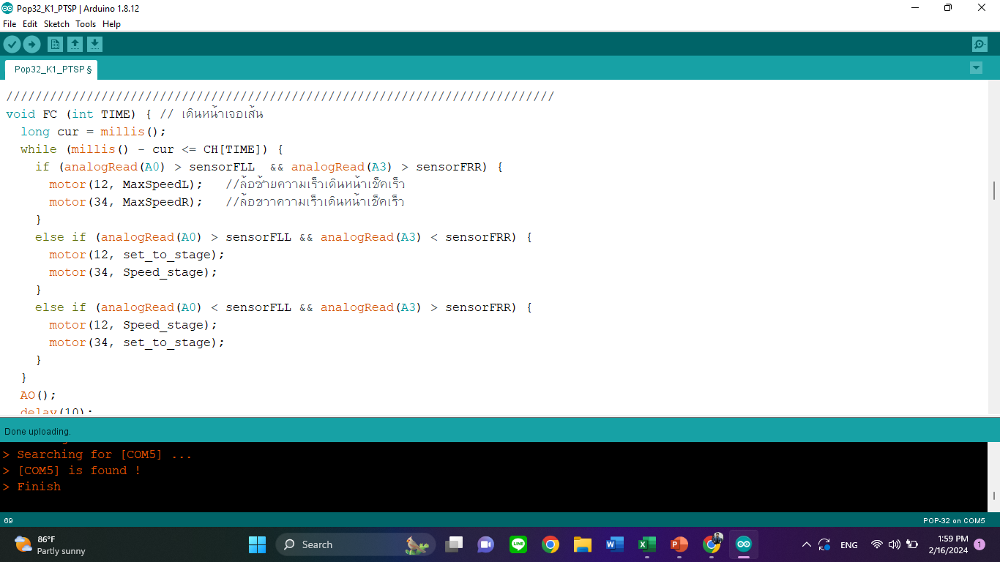 Pop32_K1_PTSP | Arduino 1.8.12
File Edit Sketch Tools Help
Pop32_K1_PTSP §
///////////////////////////////////////////////////////////////////////////
void FC (int TIME) { // เดินหน้าเจอเส้น
long cur = millis();
while (millis() - cur <= CH[TIME]) {
if (analogRead(A0) > sensorFLL  && analogRead(A3) > sensorFRR) {
motor(12, MaxSpeedL);   //ล้อซ้ายความเร็วเดินหน้าเช็คเร็ว
motor(34, MaxSpeedR);   //ล้อขวาความเร็วเดินหน้าเช็คเร็ว
}
else if (analogRead(A0) > sensorFLL && analogRead(A3) < sensorFRR) {
motor(12, set_to_stage);
motor(34, Speed_stage);
}
else if (analogRead(A0) < sensorFLL && analogRead(A3) > sensorFRR) {
motor(12, Speed_stage);
motor(34, set_to_stage);
}
}
AO();
delay(10);
Done uploading.
> Searching for [COM5] ...
> [COM5] is found !
> Finish
69
POP-32 on COM5
86°F
Partly sunny
Search
ENG
1:59 PM
2/16/2024
1